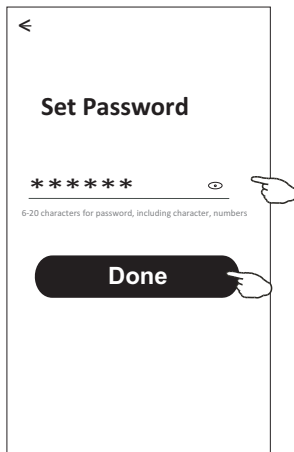 Set Password
******
6-20 characters for password, including character, numbers
Done